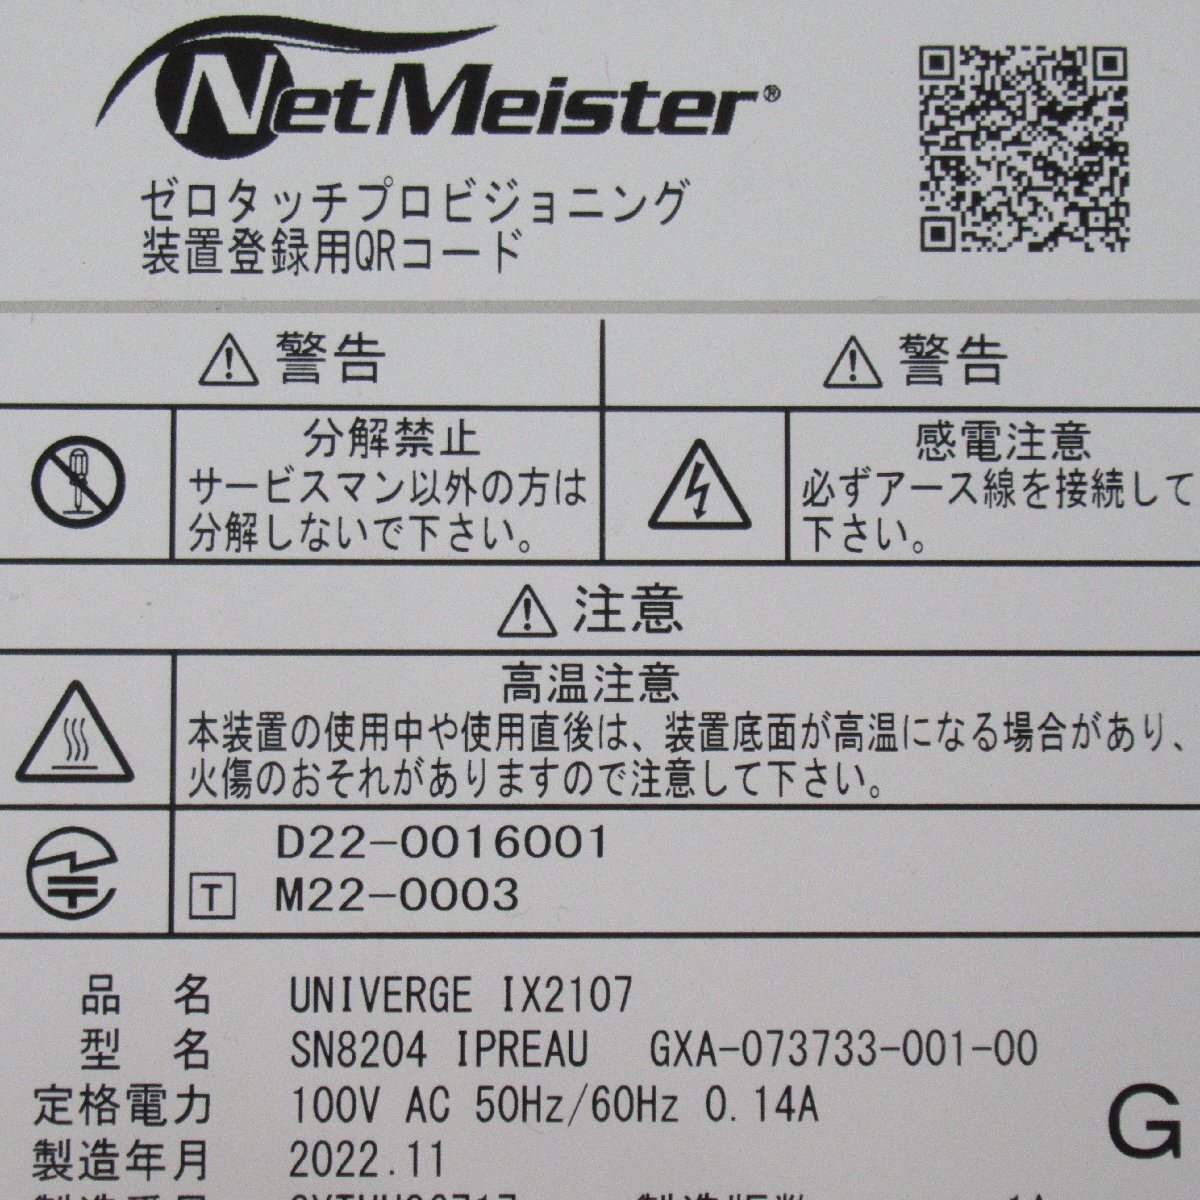 NetMeister®
ゼロタッチプロビジョニング
装置登録用QRコード
警告
分解禁止
サービスマン以外の方は
分解しないで下さい。
警告
感電注意
必ずアース線を接続して
下さい。
注意
高温注意
本装置の使用中や使用直後は、装置底面が高温になる場合があり、
火傷のおそれがありますので注意して下さい。
D22-0016001
T M22-0003
品 名 UNIVERGE IX2107
型 名 SN8204 IPREAU GXA-073733-001-00
定格電力 100V AC 50Hz/60Hz 0.14A
製造年月 2022.11
G